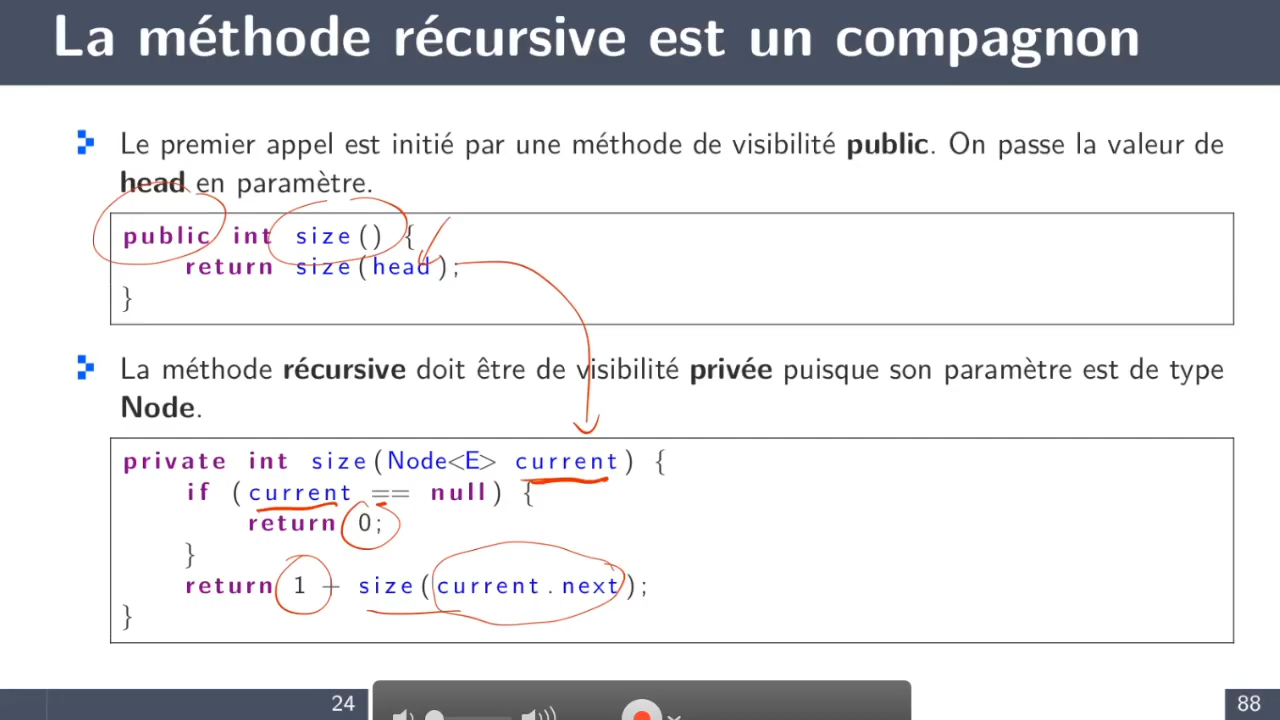 La méthode récursive est un compagnon
Le premier appel est initié par une méthode de visibilité public. On passe la valeur de
head en paramètre.
public int size() {
return size(head);
}
La méthode récursive doit être de visibilité privée puisque son paramètre est de type
Node.
private int size(Node<E> current) {
if (current == null) {
return 0;
}
return 1 + size(current.next);
}
24
88